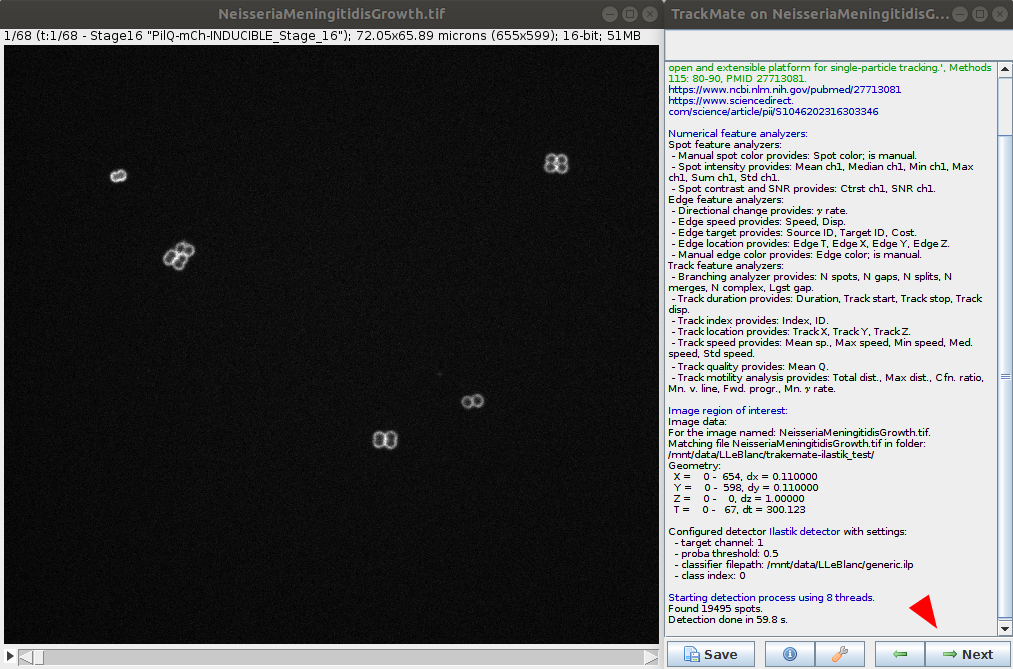 NeisseriaMeningitidisGrowth.tif
1/68 (t:1/68 - Stage16 "PilQ-mCh-INDUCIBLE_Stage_16"); 72.05x65.89 microns (655x599); 16-bit; 51MB
TrackMate on NeisseriaMeningitidisG...
open and extensible platform for single-particle tracking.', Methods
115: 80-90, PMID 27713081.
https://www.ncbi.nlm.nih.gov/pubmed/27713081
https://www.sciencedirect.
com/science/article/pii/S1046202316303346
Numerical feature analyzers:
Spot feature analyzers:
- Manual spot color provides: Spot color; is manual.
- Spot intensity provides: Mean ch1, Median ch1, Min ch1, Max
ch1, Sum ch1, Std ch1.
- Spot contrast and SNR provides: Ctrst ch1, SNR ch1.
Edge feature analyzers:
- Directional change provides: γ rate.
- Edge speed provides: Speed, Disp.
- Edge target provides: Source ID, Target ID, Cost.
- Edge location provides: Edge T, Edge X, Edge Y, Edge Z.
- Manual edge color provides: Edge color; is manual.
Track feature analyzers:
- Branching analyzer provides: N spots, N gaps, N splits, N
merges, N complex, Lgst gap.
- Track duration provides: Duration, Track start, Track stop, Track
disp.
- Track index provides: Index, ID.
- Track location provides: Track X, Track Y, Track Z.
- Track speed provides: Mean sp., Max speed, Min speed, Med.
speed, Std speed.
- Track quality provides: Mean Q.
- Track motility analysis provides: Total dist., Max dist., Cfn. ratio,
Mn. v. line, Fwd. progr., Mn. γ rate.
Image region of interest:
Image data:
For the image named: NeisseriaMeningitidisGrowth.tif.
Matching file NeisseriaMeningitidisGrowth.tif in folder:
/mnt/data/LLeBlanc/trakemate-ilastik_test/
Geometry:
X = 0 - 654, dx = 0.110000
Y = 0 - 598, dy = 0.110000
Z = 0 - 0, dz = 1.00000
T = 0 - 67, dt = 300.123
Configured detector Ilastik detector with settings:
- target channel: 1
- proba threshold: 0.5
- classifier filepath: /mnt/data/LLeBlanc/generic.ilp
- class index: 0
Starting detection process using 8 threads.
Found 19495 spots.
Detection done in 59.8 s.
Save
Next